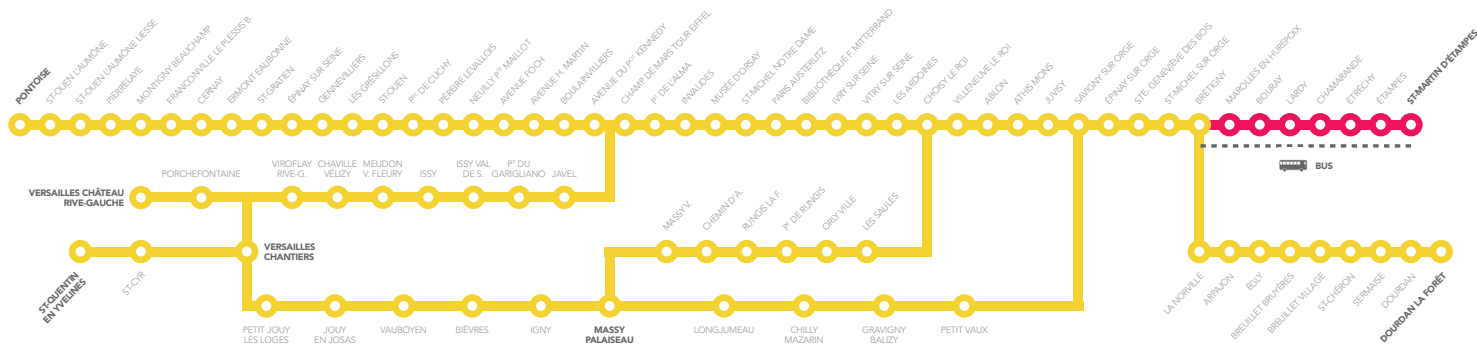 PONTOISE
ST-OUEN L'AUMÔNE
ST-OUEN L'AUMÔNE LIESSE
PIERRELAYE
MONTIGNY BEAUCHAMP
FRANCONVILLE LE PLESSIS B.
CERNAY
ERMONT EAUBONNE
ST-GRATIEN
ÉPINAY SUR SEINE
GENNEVILLIERS
LES GRÉSILLONS
ST-OUEN
PTE DE CLICHY
PÉREIRE LEVALLOIS
NEUILLY PTE MAILLOT
AVENUE FOCH
AVENUE H. MARTIN
BOULAINVILLIERS
AVENUE DU PDT KENNEDY
CHAMP DE MARS TOUR EIFFEL
PT DE L'ALMA
INVALIDES
MUSÉE D'ORSAY
ST-MICHEL NOTRE DAME
PARIS AUSTERLITZ
BIBLIOTHÈQUE F. MITTERRAND
IVRY SUR SEINE
VITRY SUR SEINE
LES ARDOINES
CHOISY LE ROI
VILLENEUVE LE ROI
ABLON
ATHIS MONS
JUVISY
SAVIGNY SUR ORGE
ÉPINAY SUR ORGE
STE- GENEVIÈVE DES BOIS
ST-MICHEL SUR ORGE
BRÉTIGNY
MAROLLES EN HUREPOIX
BOURAY
LARDY
CHAMARANDE
ETRÉCHY
ÉTAMPES
ST-MARTIN D'ÉTAMPES
BUS
VERSAILLES CHÂTEAU
RIVE-GAUCHE
PORCHEFONTAINE
VIROFLAY
RIVE-G.
CHAVILLE
VÉLIZY
MEUDON
V. FLEURY
ISSY
ISSY VAL
DE S.
PT DU
GARIGLIANO
JAVEL
MASSY V.
CHEMIN D'A.
RUNGIS LA F.
PT DE RUNGIS
ORLY VILLE
LES SAULES
ST-QUENTIN
EN YVELINES
ST-CYR
VERSAILLES
CHANTIERS
PETIT JOUY
LES LOGES
JOUY
EN JOSAS
VAUBOYEN
BIÈVRES
IGNY
MASSY
PALAISEAU
LONGJUMEAU
CHILLY
MAZARIN
GRAVIGNY
BALIZY
PETIT VAUX
LA NORVILLE
ARPAJON
ÉGLY
BREUILLET BRUYÈRES
BREUILLET VILLAGE
ST-CHÉRON
SERMAISE
DOURDAN
DOURDAN LA FORÊT